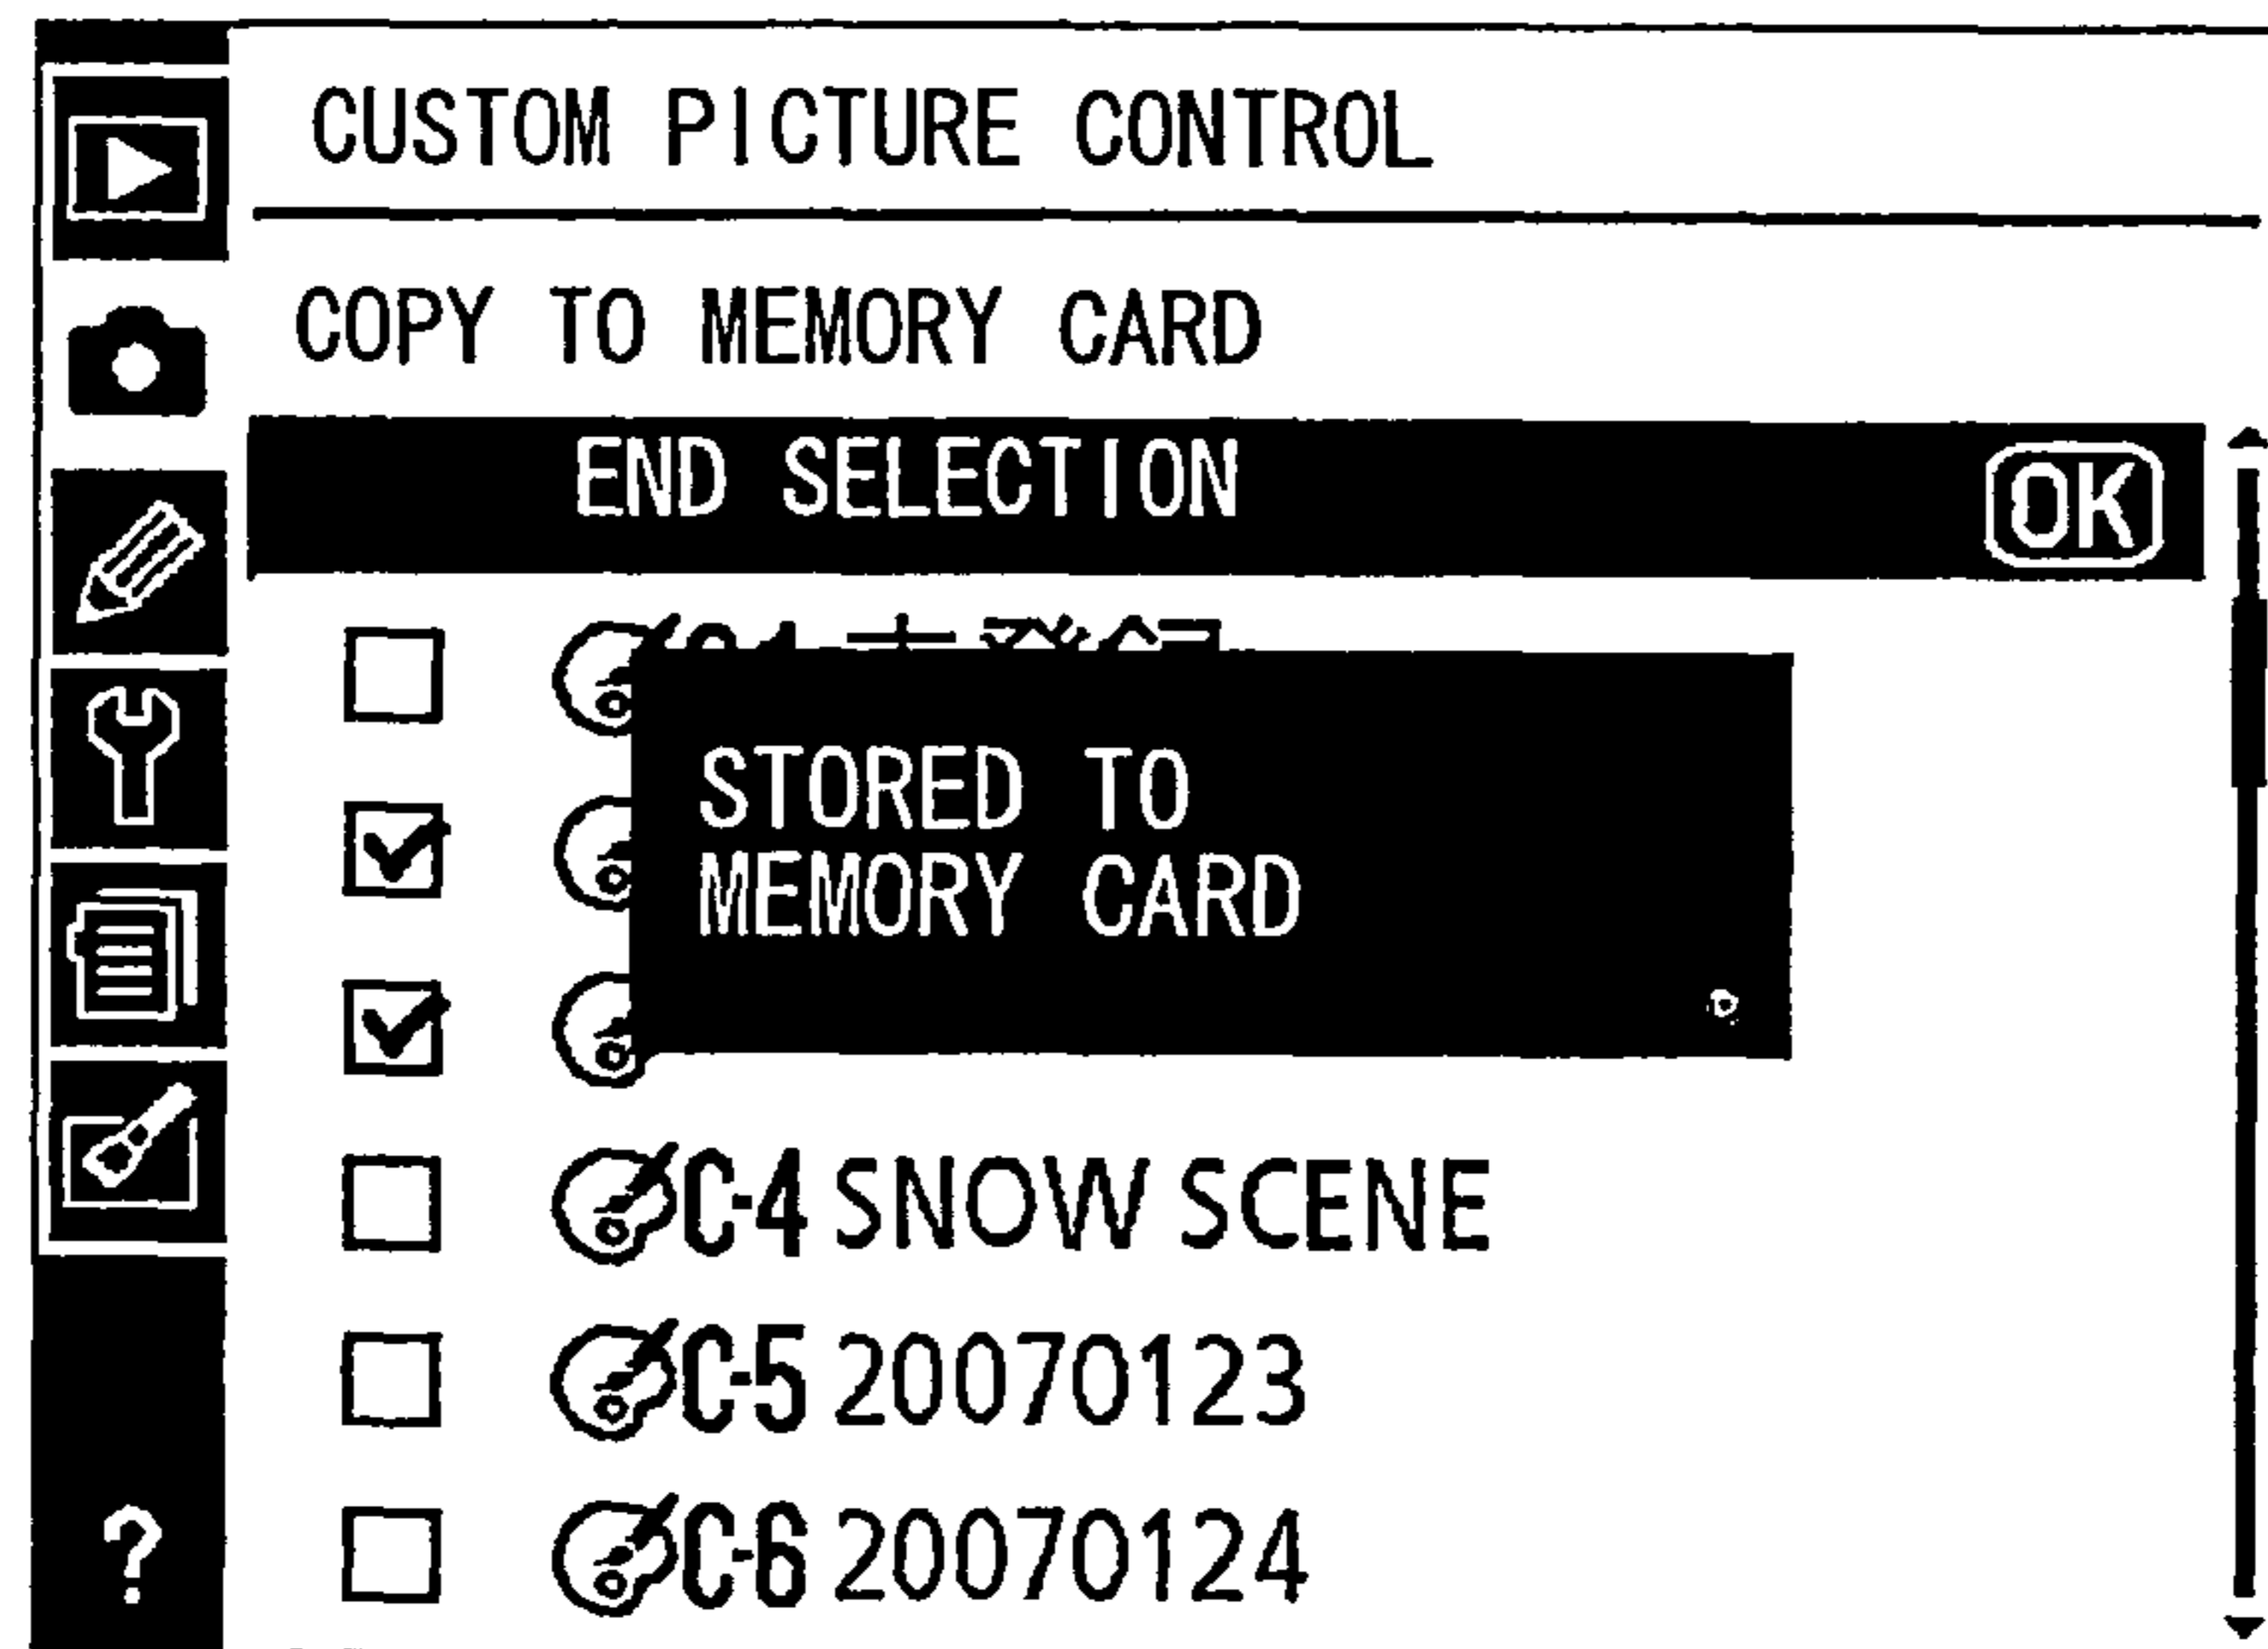 CUSTOM PICTURE CONTROL
COPY TO MEMORY CARD
END SELECTION OK
STORED TO
MEMORY CARD
C-4 SNOW SCENE
C-5 20070123
C-6 20070124
?